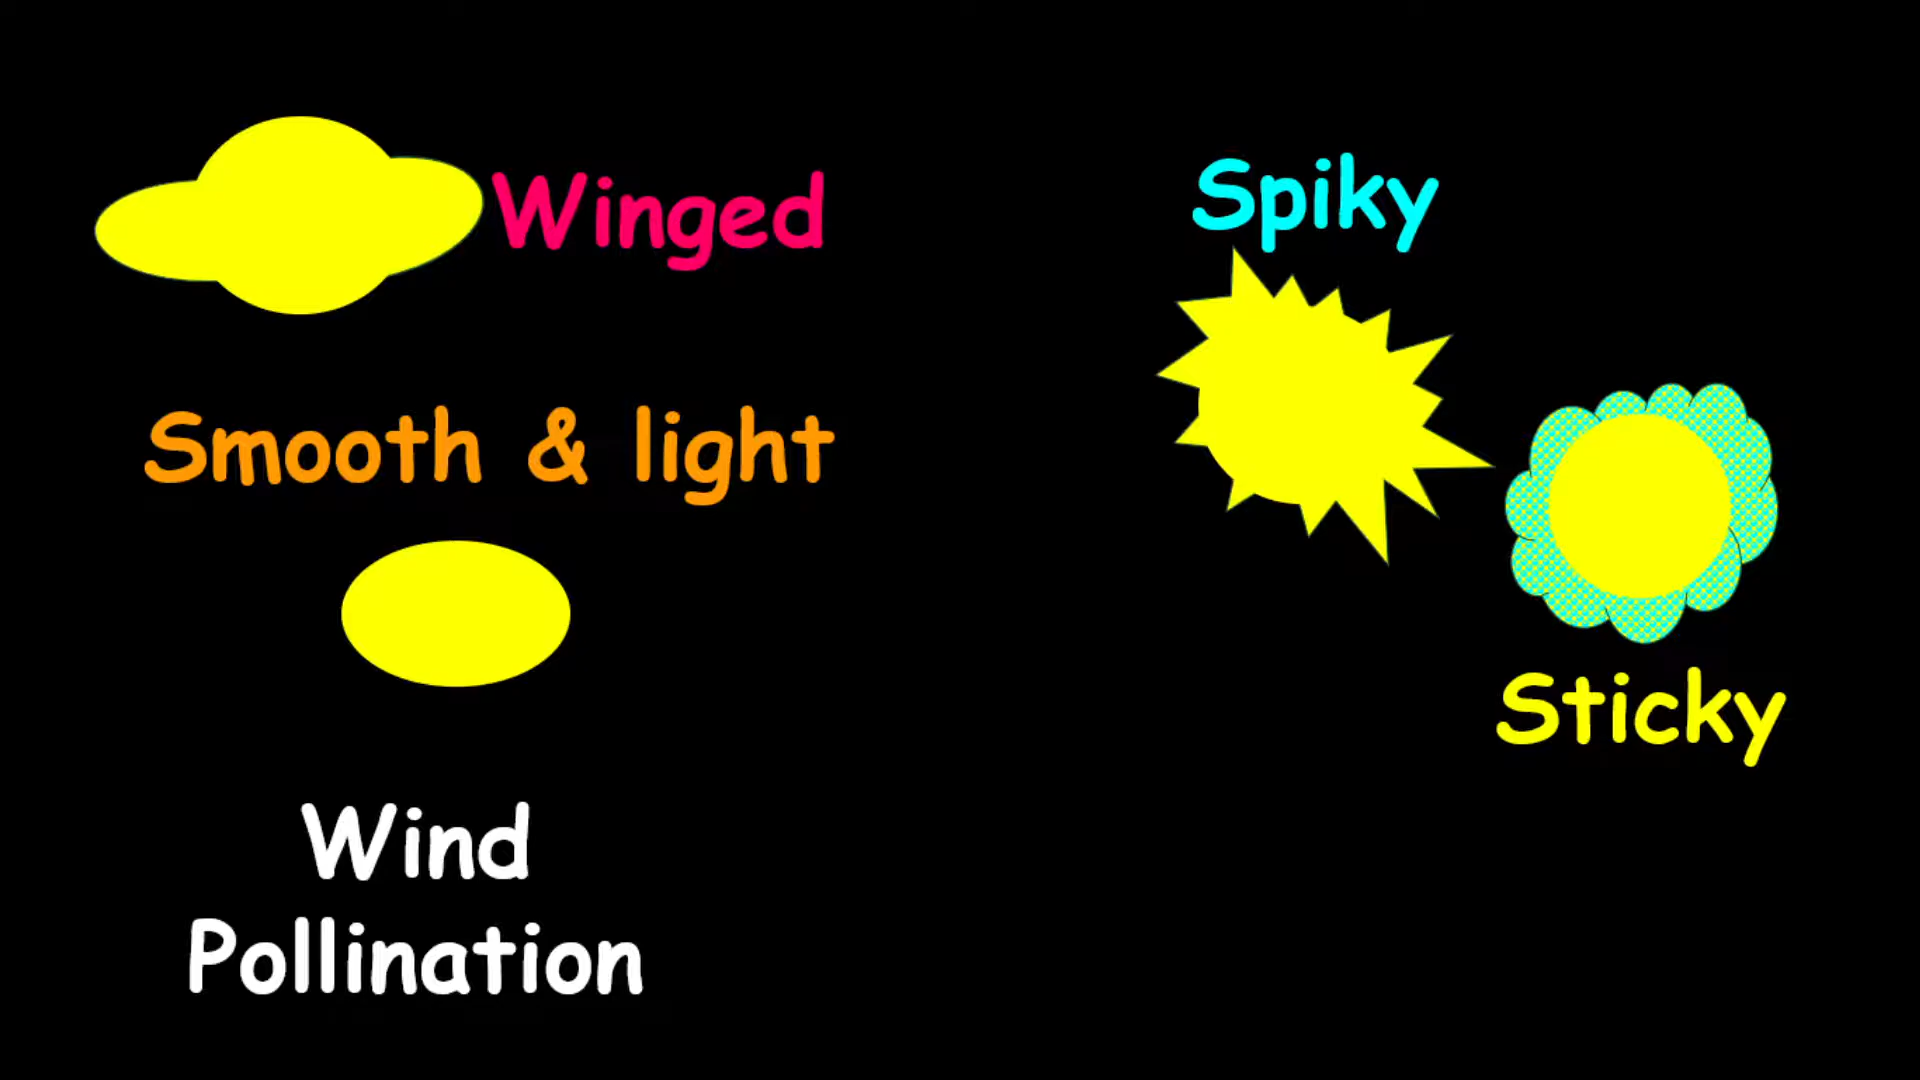 Winged
Smooth & light
Wind
Pollination
Spiky
Sticky